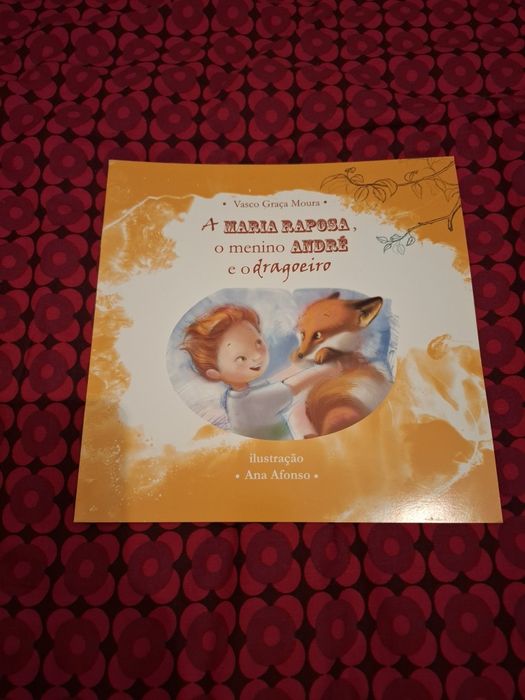 • Vasco Graça Moura •
A MARIA RAPOSA,
o menino ANDRÉ
e o dragoeiro
ilustração
• Ana Afonso •